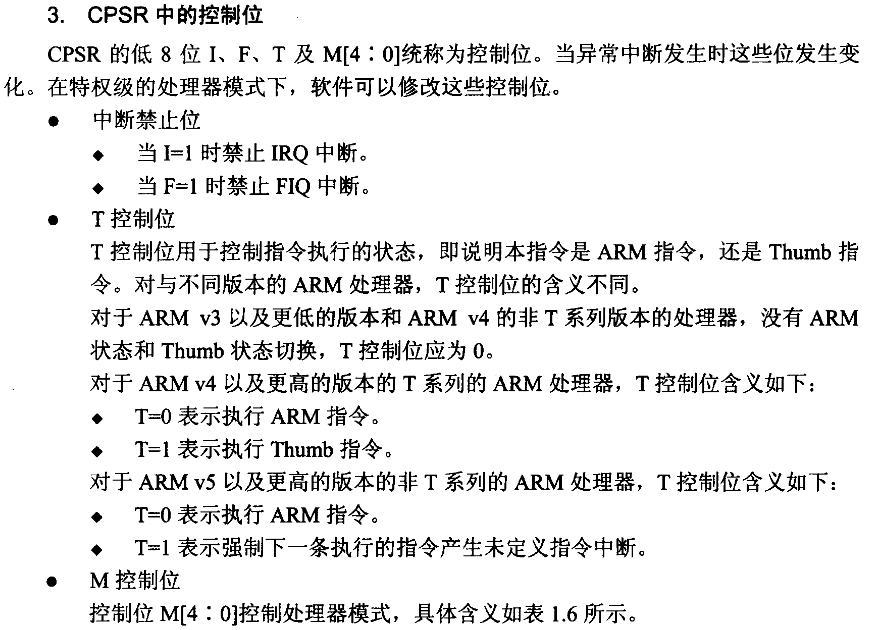 3. CPSR 中的控制位
CPSR 的低 8 位 I、F、T 及 M[4∶0]统称为控制位。当异常中断发生时这些位发生变
化。在特权级的处理器模式下，软件可以修改这些控制位。
● 中断禁止位
◆ 当 I=1 时禁止 IRQ 中断。
◆ 当 F=1 时禁止 FIQ 中断。
● T 控制位
T 控制位用于控制指令执行的状态，即说明本指令是 ARM 指令，还是 Thumb 指
令。对与不同版本的 ARM 处理器，T 控制位的含义不同。
对于 ARM v3 以及更低的版本和 ARM v4 的非 T 系列版本的处理器，没有 ARM
状态和 Thumb 状态切换，T 控制位应为 0。
对于 ARM v4 以及更高的版本的 T 系列的 ARM 处理器，T 控制位含义如下：
◆ T=0 表示执行 ARM 指令。
◆ T=1 表示执行 Thumb 指令。
对于 ARM v5 以及更高的版本的非 T 系列的 ARM 处理器，T 控制位含义如下：
◆ T=0 表示执行 ARM 指令。
◆ T=1 表示强制下一条执行的指令产生未定义指令中断。
● M 控制位
控制位 M[4∶0]控制处理器模式，具体含义如表 1.6 所示。